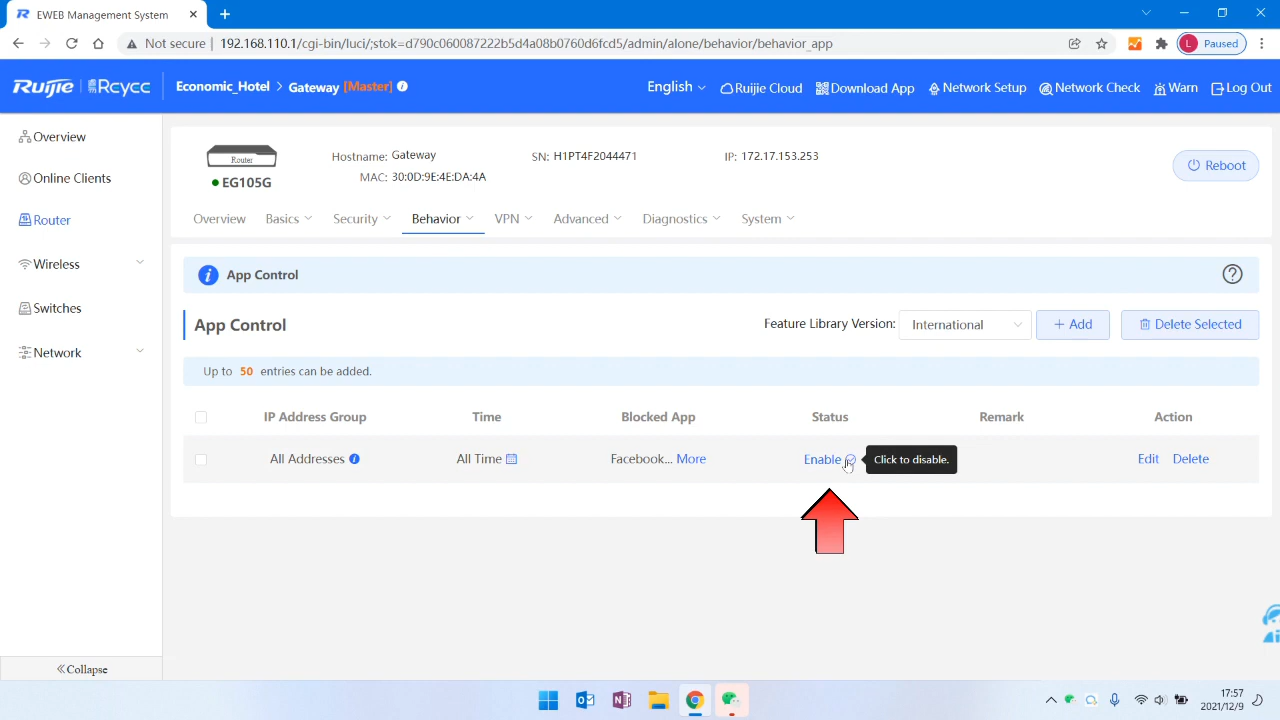 EWEB Management System
Not secure 192.168.110.1/cgi-bin/luci/;stok=d790c060087222b5d4a08b0760d6fcd5/admin/alone/behavior/behavior_app
L Paused
Ruijie Reyee Economic_Hotel > Gateway [Master]
English Ruijie Cloud Download App Network Setup Network Check Warn Log Out
Overview
Online Clients
Router
Wireless
Switches
Network
Collapse
Router
EG105G
Hostname: Gateway SN: H1PT4F2044471 IP: 172.17.153.253
MAC: 30:0D:9E:4E:DA:4A
Reboot
Overview Basics Security Behavior VPN Advanced Diagnostics System
App Control
App Control
Feature Library Version: International + Add Delete Selected
Up to 50 entries can be added.
IP Address Group Time Blocked App Status Remark Action
All Addresses All Time Facebook... More Enable Click to disable. Edit Delete
17:57
2021/12/9